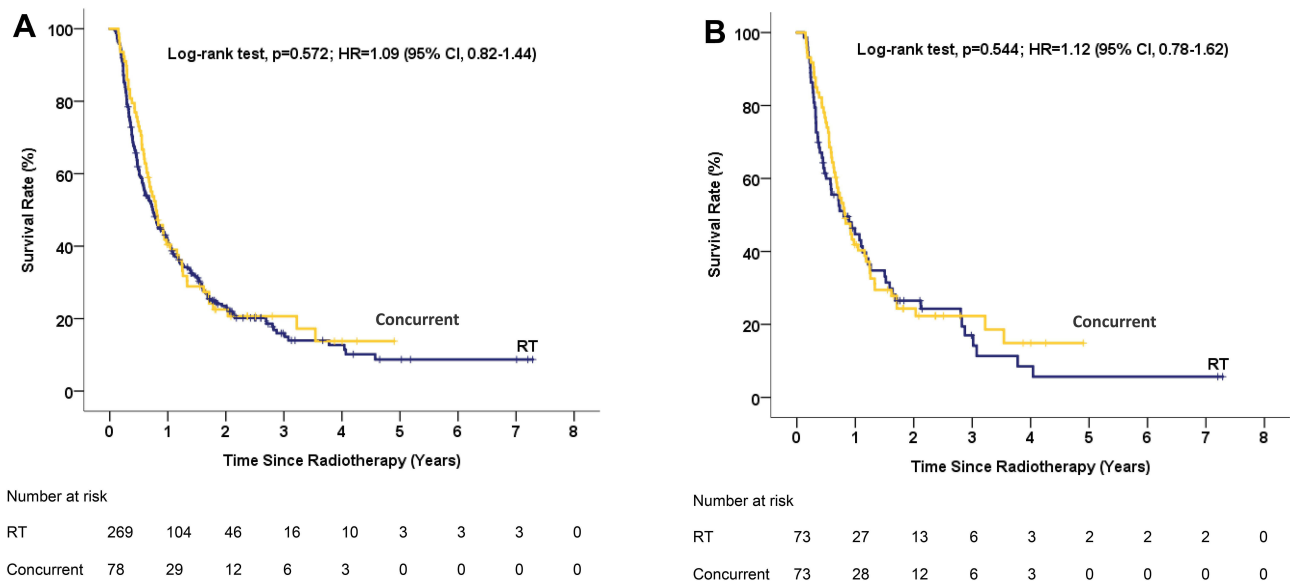 A
Log-rank test, p=0.572; HR=1.09 (95% CI, 0.82-1.44)
100
80
60
40
20
0
Survival Rate (%)
Concurrent
RT
0 1 2 3 4 5 6 7 8
Time Since Radiotherapy (Years)
Number at risk
RT 269 104 46 16 10 3 3 3 0
Concurrent 78 29 12 6 3 0 0 0 0
B
Log-rank test, p=0.544; HR=1.12 (95% CI, 0.78-1.62)
100
80
60
40
20
0
Survival Rate (%)
Concurrent
RT
0 1 2 3 4 5 6 7 8
Time Since Radiotherapy (Years)
Number at risk
RT 73 27 13 6 3 2 2 2 0
Concurrent 73 28 12 6 3 0 0 0 0